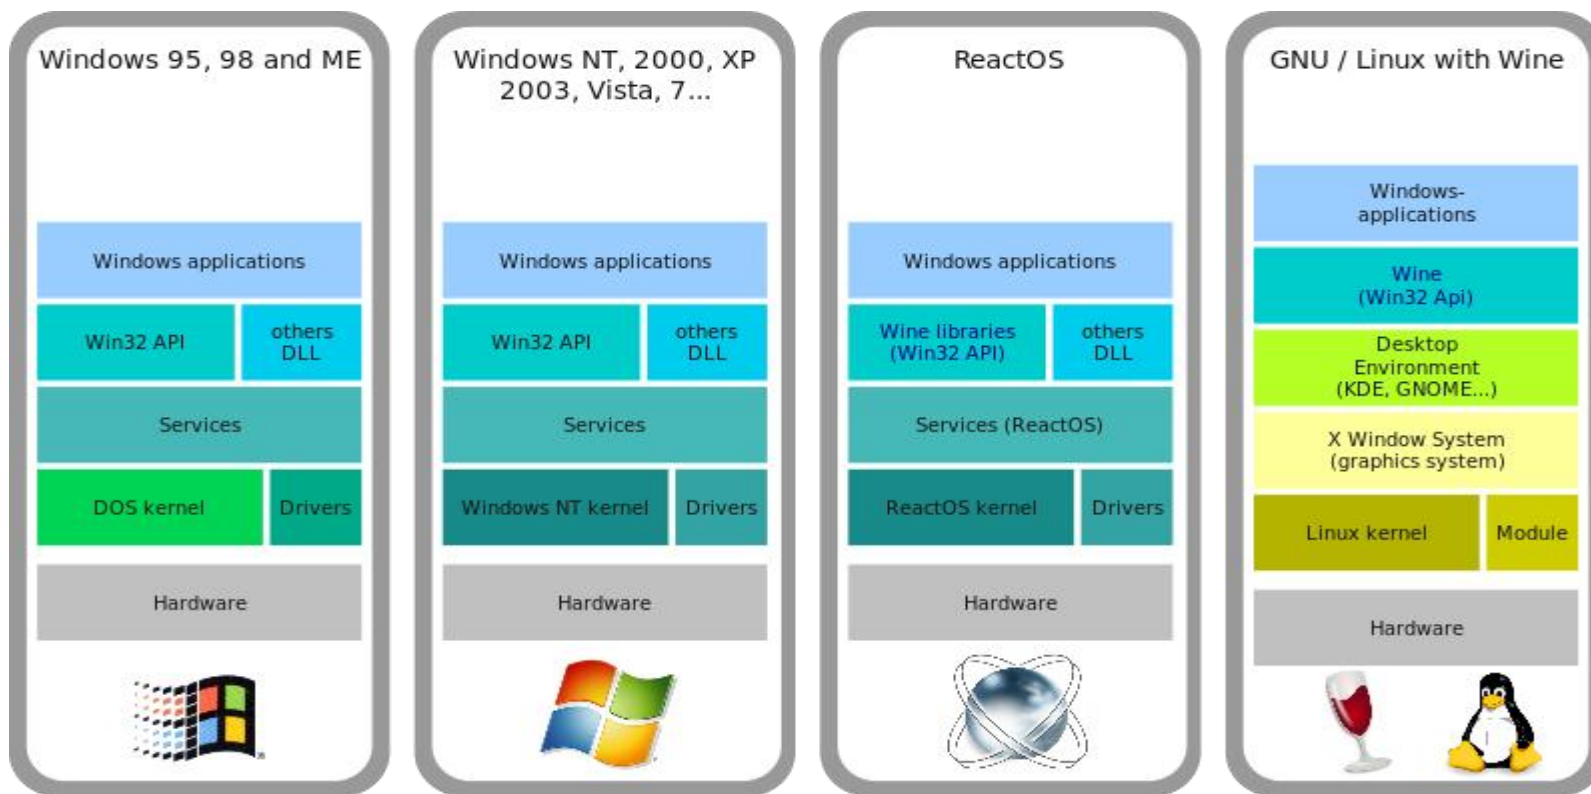 Windows 95, 98 and ME
Windows applications
Win32 API
others
DLL
Services
DOS kernel
Drivers
Hardware
Windows NT, 2000, XP
2003, Vista, 7...
Windows applications
Win32 API
others
DLL
Services
Windows NT kernel
Drivers
Hardware
ReactOS
Windows applications
Wine libraries
(Win32 API)
others
DLL
Services (ReactOS)
ReactOS kernel
Drivers
Hardware
GNU / Linux with Wine
Windows-
applications
Wine
(Win32 Api)
Desktop
Environment
(KDE, GNOME...)
X Window System
(graphics system)
Linux kernel
Module
Hardware